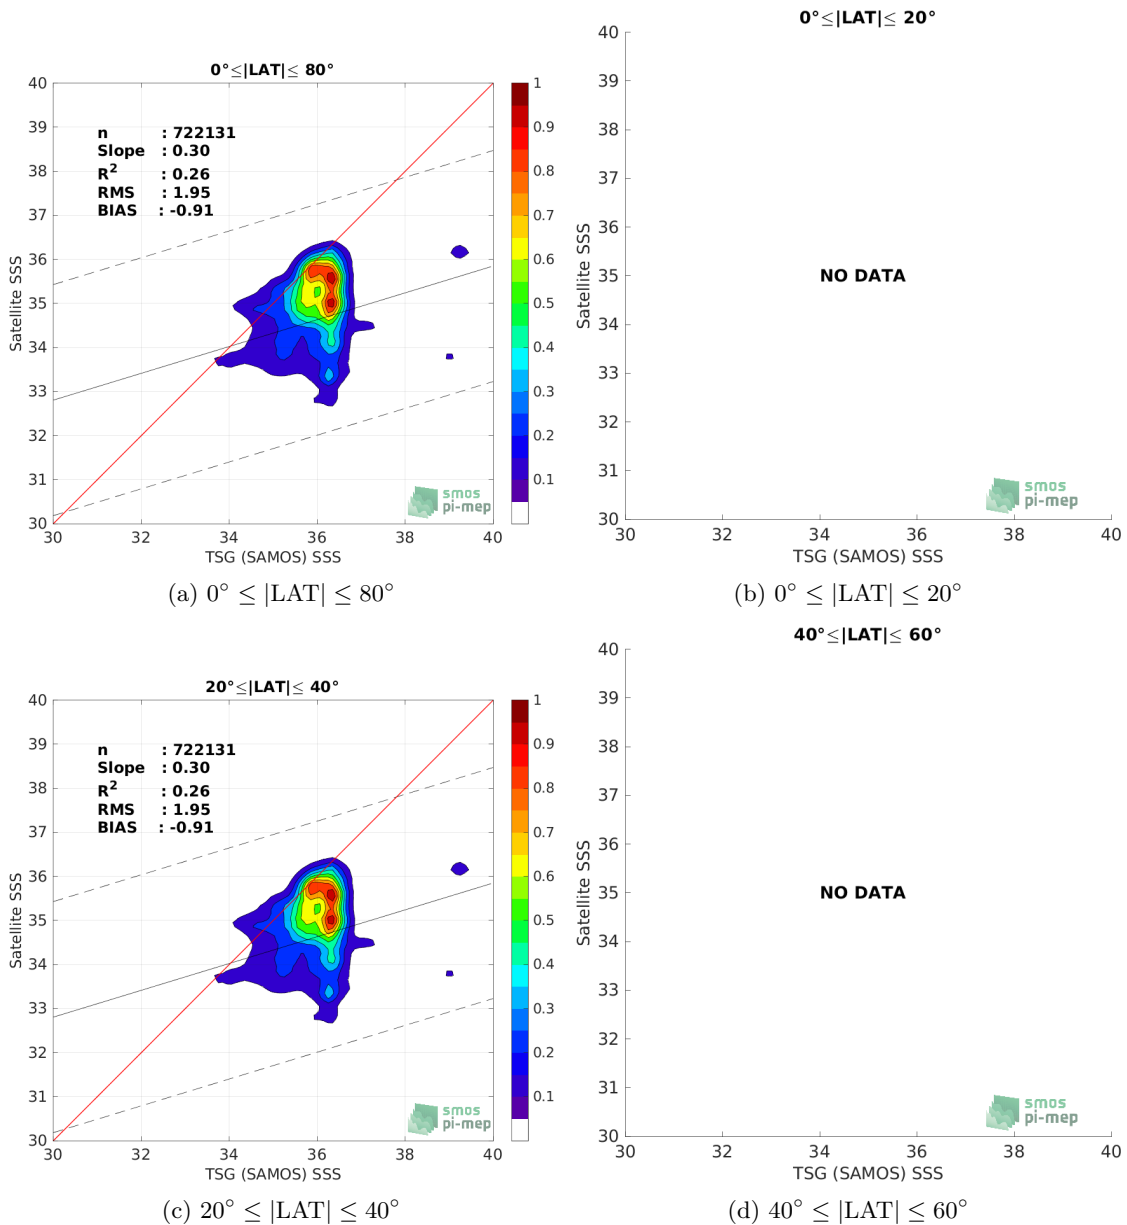 0°≤|LAT|≤ 80°
40
39
38
37
36
35
34
33
32
31
30
Satellite SSS
n : 722131
Slope : 0.30
R² : 0.26
RMS : 1.95
BIAS : -0.91
smos
pi-mep
30 32 34 36 38 40
TSG (SAMOS) SSS
1
0.9
0.8
0.7
0.6
0.5
0.4
0.3
0.2
0.1
(a) 0° ≤ |LAT| ≤ 80°
0°≤|LAT|≤ 20°
40
39
38
37
36
35
34
33
32
31
30
Satellite SSS
NO DATA
smos
pi-mep
30 32 34 36 38 40
TSG (SAMOS) SSS
(b) 0° ≤ |LAT| ≤ 20°
20°≤|LAT|≤ 40°
40
39
38
37
36
35
34
33
32
31
30
Satellite SSS
n : 722131
Slope : 0.30
R² : 0.26
RMS : 1.95
BIAS : -0.91
smos
pi-mep
30 32 34 36 38 40
TSG (SAMOS) SSS
1
0.9
0.8
0.7
0.6
0.5
0.4
0.3
0.2
0.1
(c) 20° ≤ |LAT| ≤ 40°
40°≤|LAT|≤ 60°
40
39
38
37
36
35
34
33
32
31
30
Satellite SSS
NO DATA
smos
pi-mep
30 32 34 36 38 40
TSG (SAMOS) SSS
(d) 40° ≤ |LAT| ≤ 60°